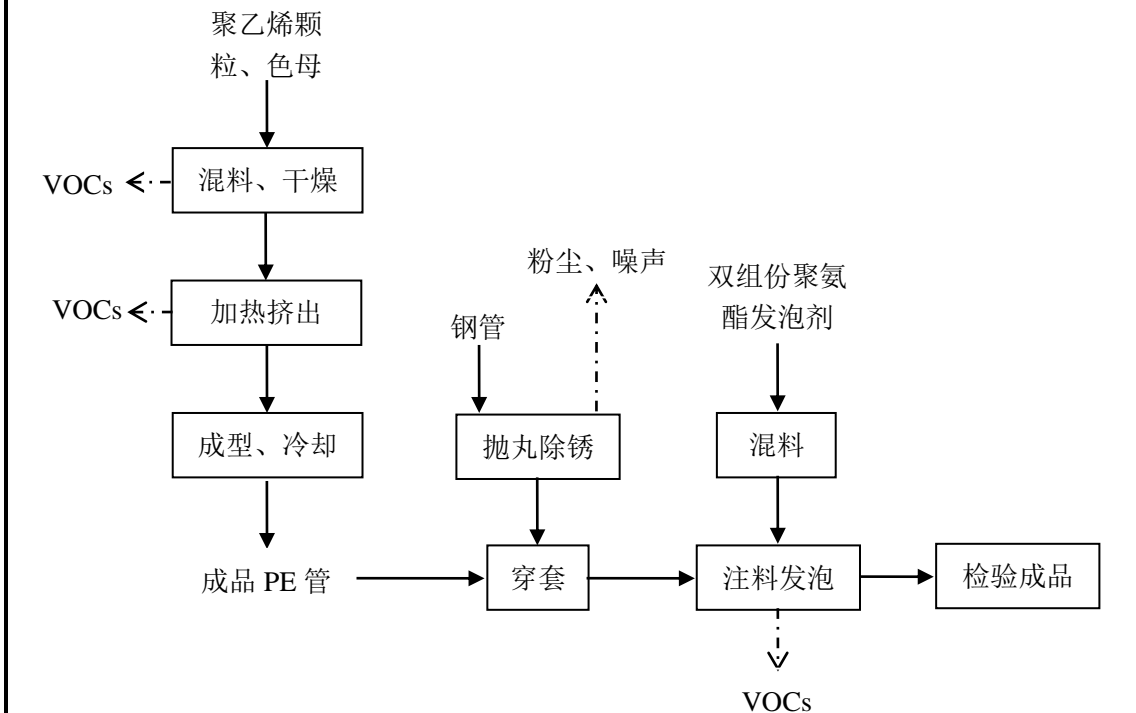 聚乙烯颗
粒、色母
VOCs
混料、干燥
VOCs
加热挤出
成型、冷却
成品 PE 管
粉尘、噪声
钢管
抛丸除锈
穿套
双组份聚氨
酯发泡剂
混料
注料发泡
VOCs
检验成品